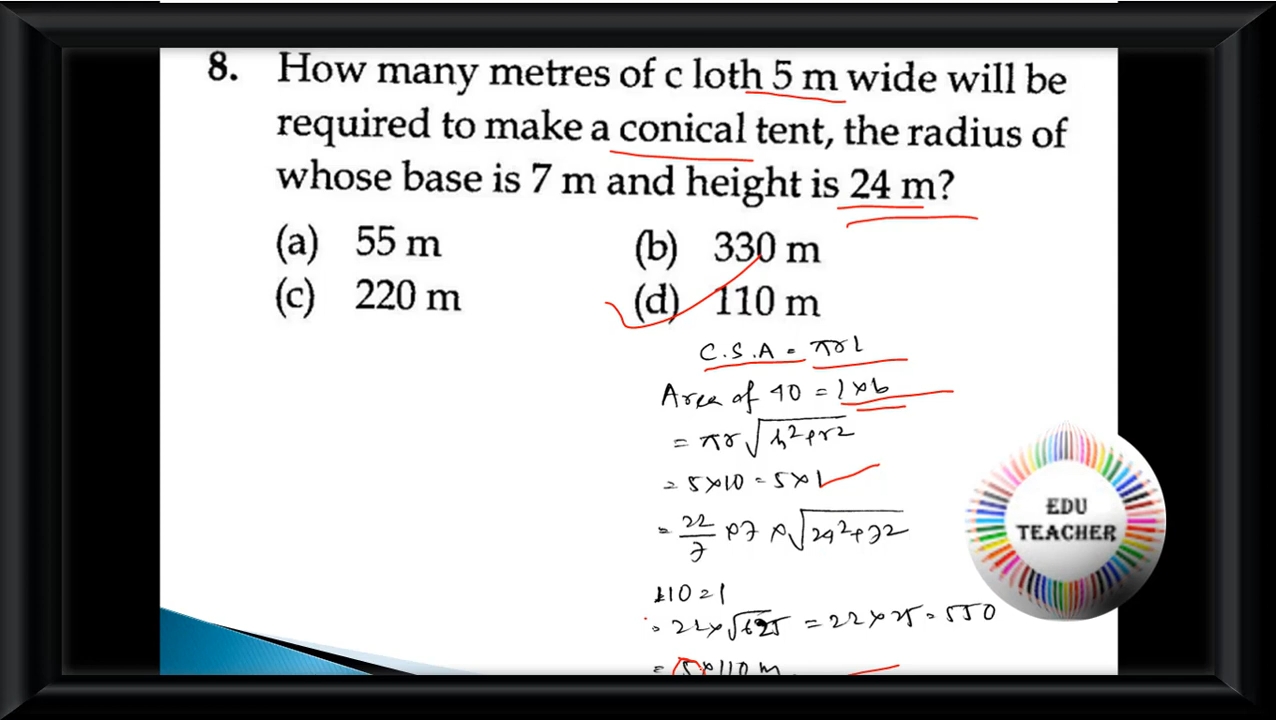 8. How many metres of c loth 5 m wide will be
required to make a conical tent, the radius of
whose base is 7 m and height is 24 m?
(a) 55 m (b) 330 m
(c) 220 m (d) 110 m
C.S.A = πrl
Area of = l×b
= πr√h²+r²
= 5×l
= 22/7 ×7 ×√24²+72
110 = l
= 22×√625 = 22×25 = 550
= 5×110 m
EDU
TEACHER